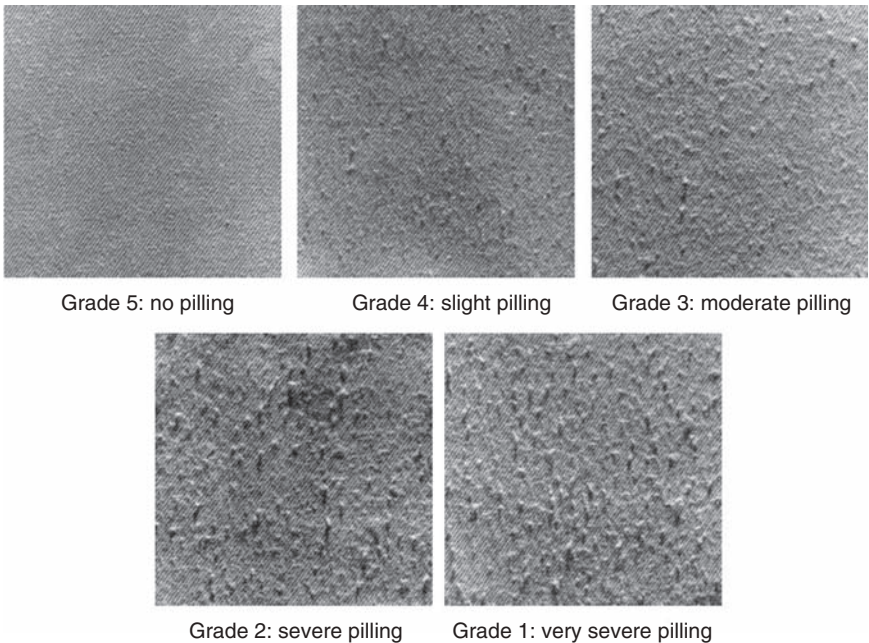 Grade 5: no pilling
Grade 4: slight pilling
Grade 3: moderate pilling
Grade 2: severe pilling
Grade 1: very severe pilling